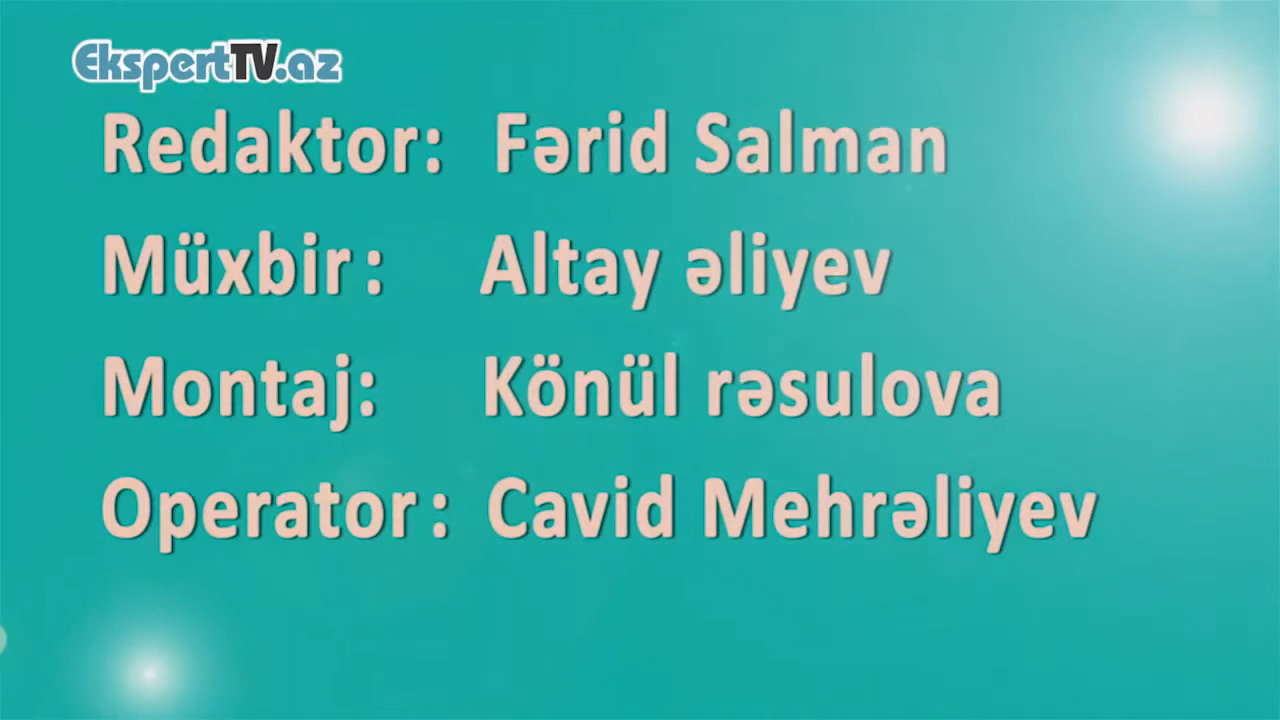 EkspertTV.az
Redaktor: Fərid Salman
Müxbir: Altay əliyev
Montaj: Könül rəsulova
Operator: Cavid Mehrəliyev